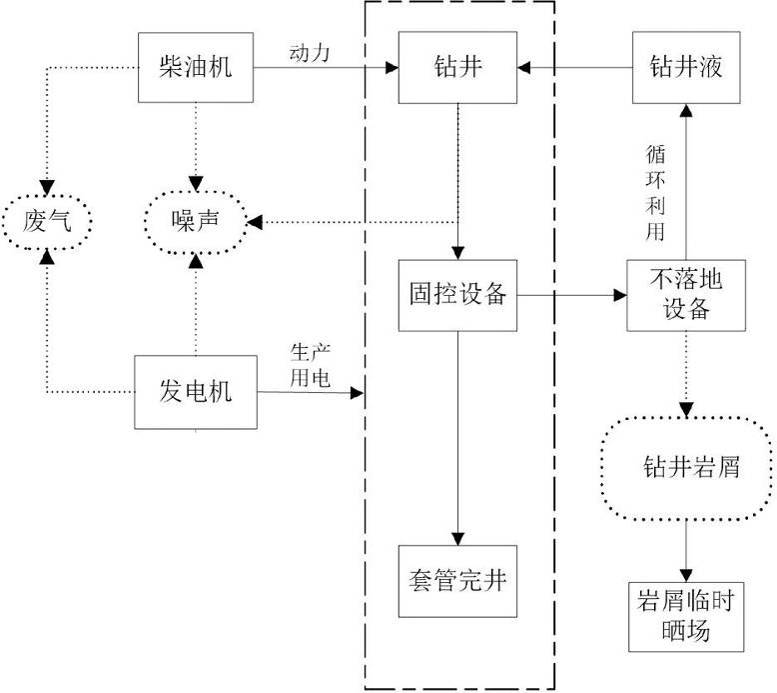 柴油机
动力
钻井
钻井液
循
环
利
用
废气
噪声
固控设备
不落地
设备
生产
用电
发电机
钻井岩屑
套管完井
岩屑临时
晒场